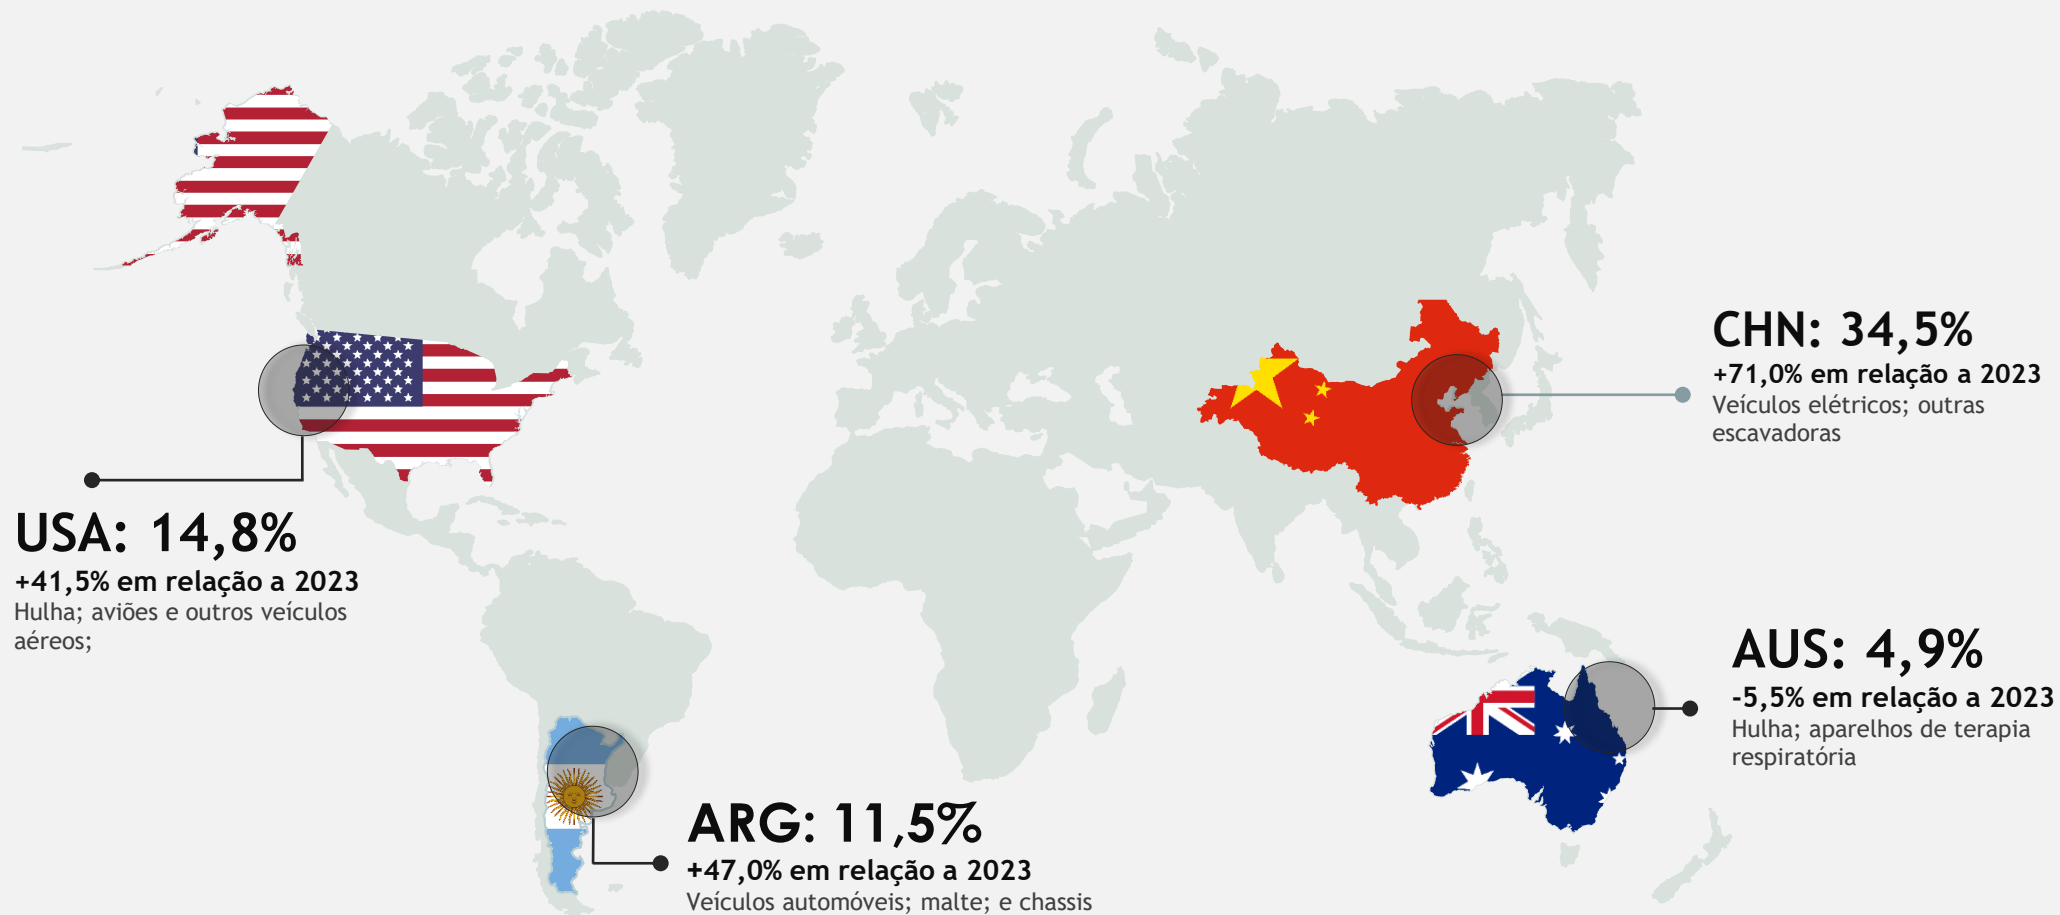 CHN: 34,5%
+71,0% em relação a 2023
Veículos elétricos; outras
escavadoras
USA: 14,8%
+41,5% em relação a 2023
Hulha; aviões e outros veículos
aéreos;
AUS: 4,9%
-5,5% em relação a 2023
Hulha; aparelhos de terapia
respiratória
ARG: 11,5%
+47,0% em relação a 2023
Veículos automóveis; malte; e chassis